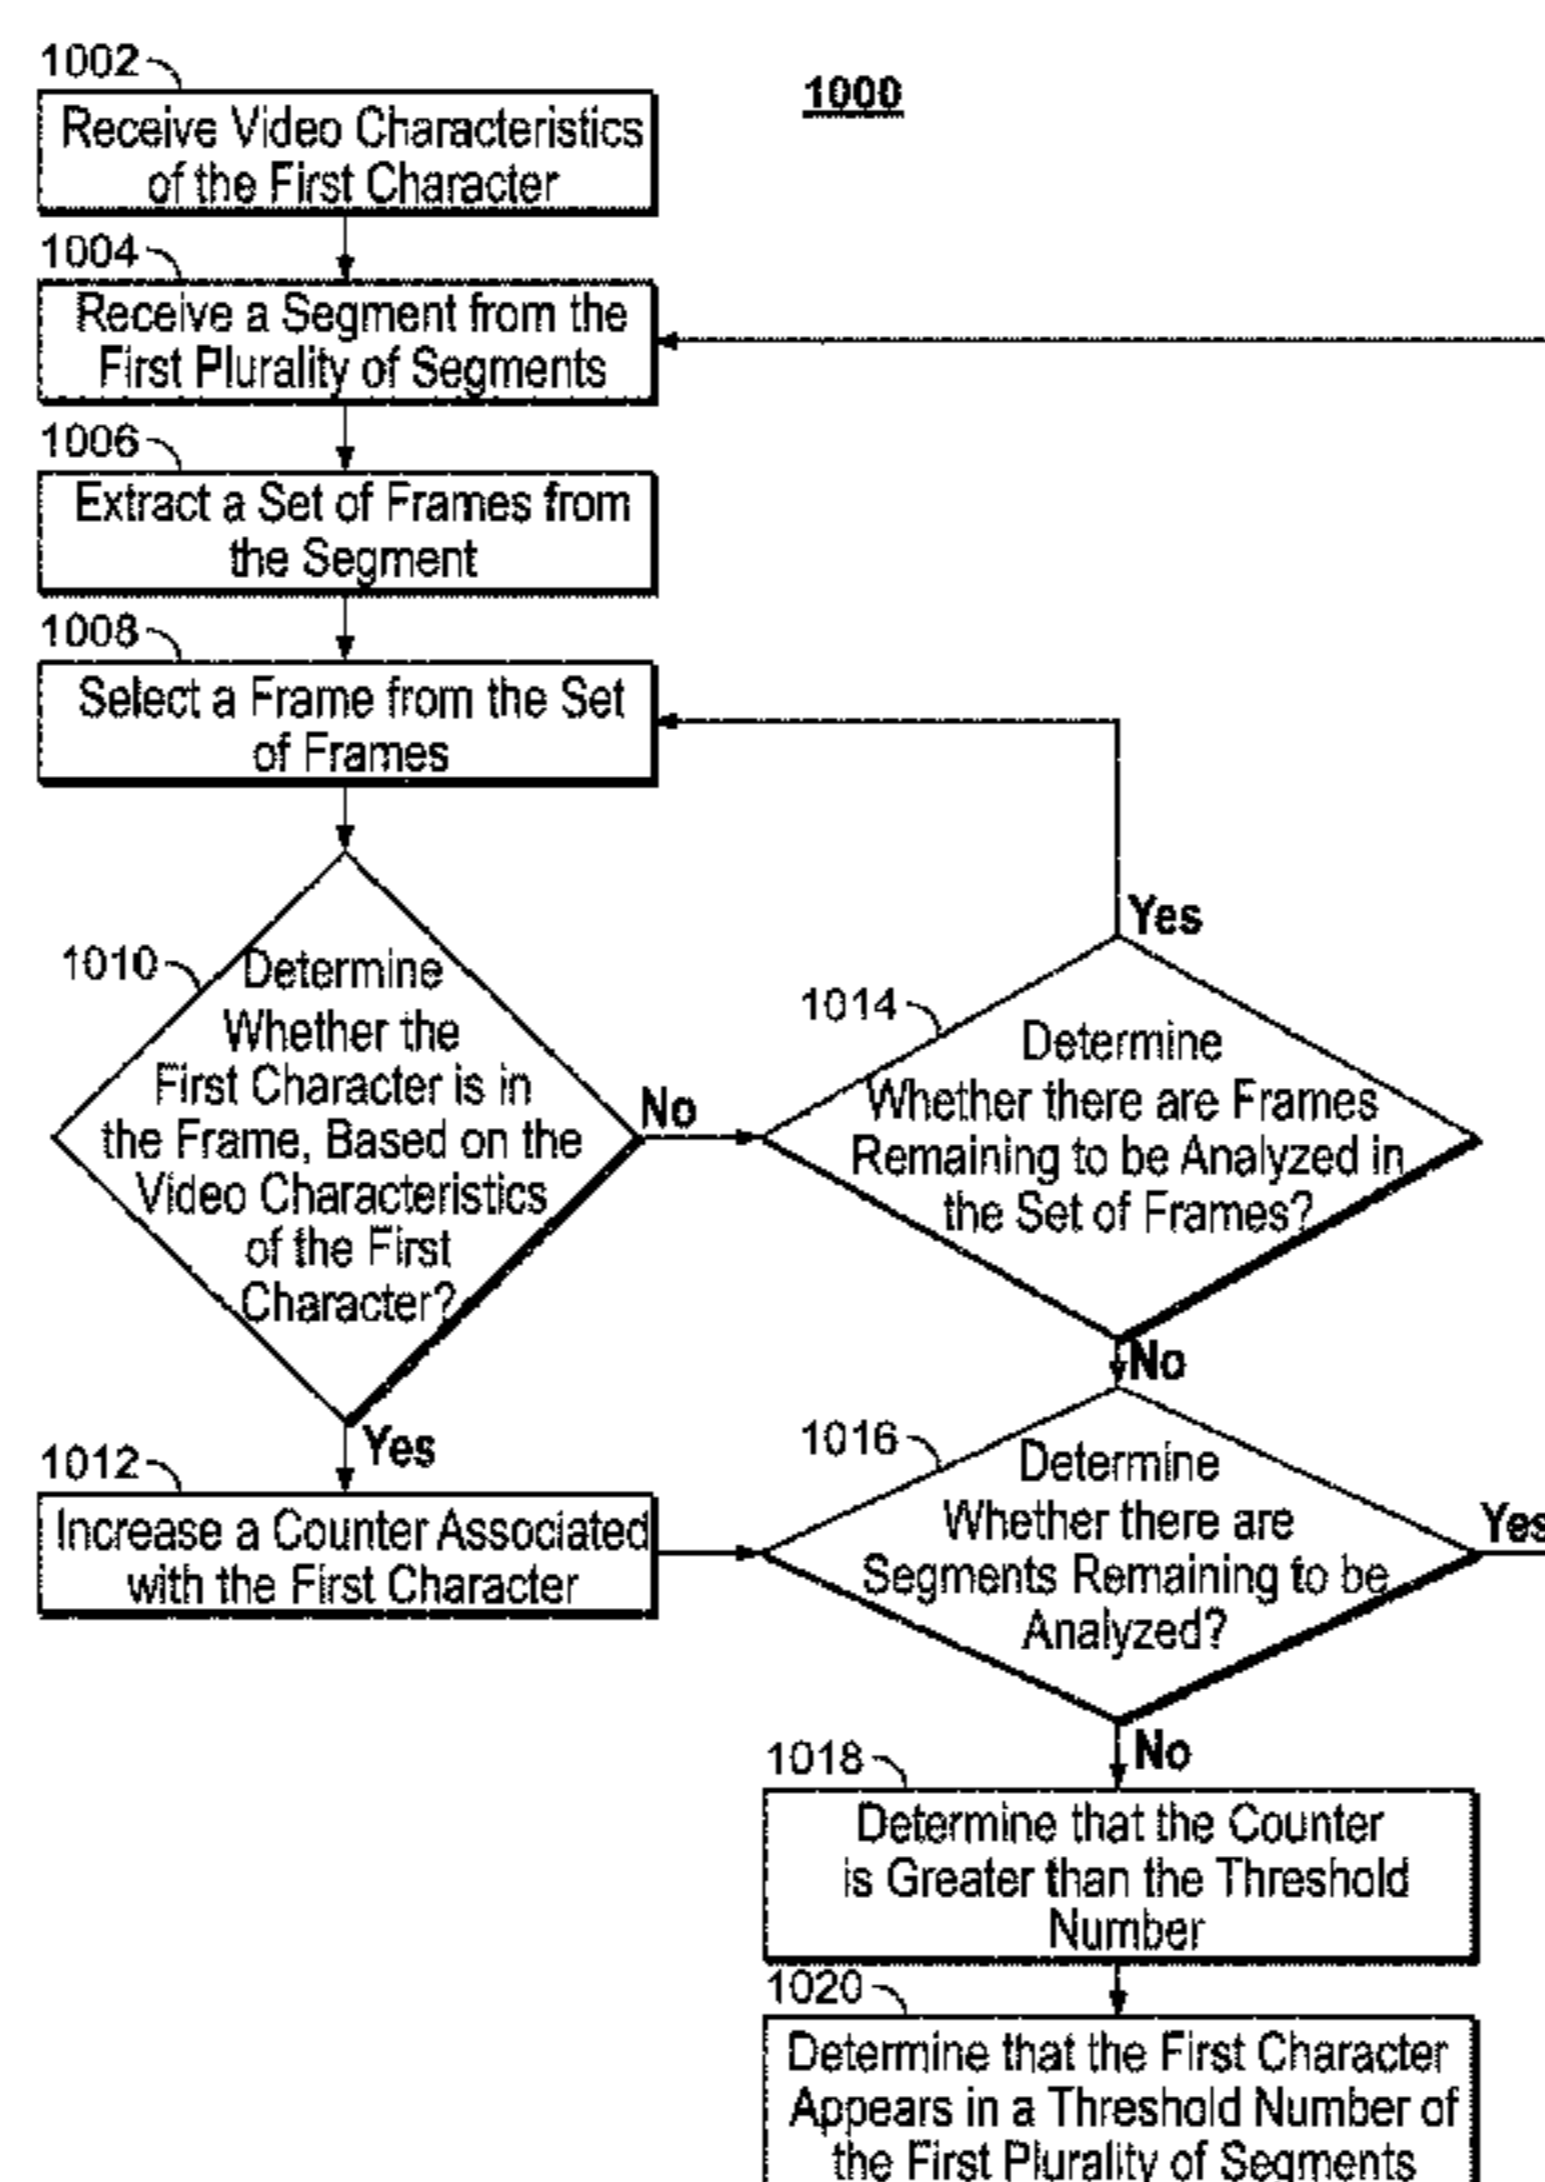 1002
1000
Receive Video Characteristics
of the First Character
1004
Receive a Segment from the
First Plurality of Segments
1006
Extract a Set of Frames from
the Segment
1008
Select a Frame from the Set
of Frames
1010
Determine
Whether the
First Character is in
the Frame, Based on the
Video Characteristics
of the First
Character?
No
Yes
1014
Determine
Whether there are Frames
Remaining to be Analyzed in
the Set of Frames?
Yes
No
1012
Increase a Counter Associated
with the First Character
1016
Determine
Whether there are
Segments Remaining to be
Analyzed?
Yes
No
1018
Determine that the Counter
is Greater than the Threshold
Number
1020
Determine that the First Character
Appears in a Threshold Number of
the First Plurality of Segments